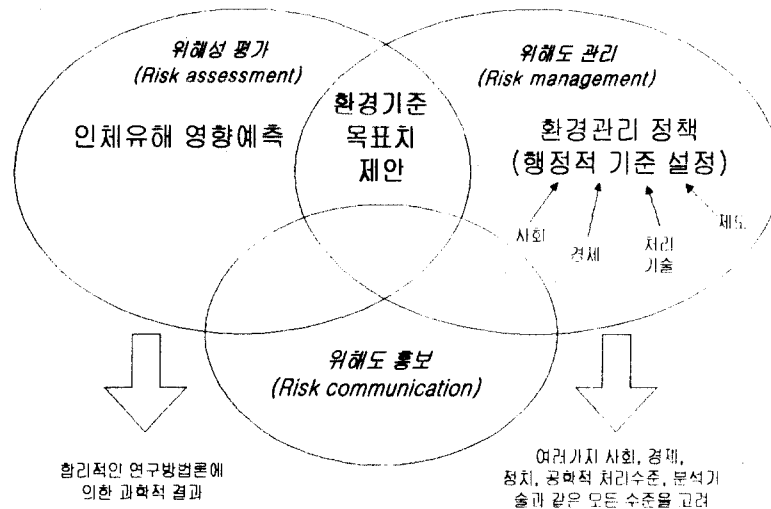 위해성 평가
(Risk assessment)
인체유해 영향예측
환경기준
목표치
제안
위해도 관리
(Risk management)
환경관리 정책
(행정적 기준 설정)
사회
경제
처리
기술
제도
위해도 홍보
(Risk communication)
합리적인 연구방법론에
의한 과학적 결과
여러가지 사회, 경제,
정치, 공학적 처리수준, 분석기
술과 같은 모든 수준을 고려